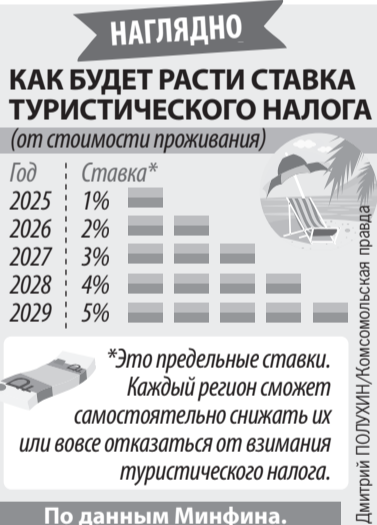 НАГЛЯДНО
КАК БУДЕТ РАСТИ СТАВКА
ТУРИСТИЧЕСКОГО НАЛОГА
(от стоимости проживания)
Год Ставка*
2025 1%
2026 2%
2027 3%
2028 4%
2029 5%
*Это предельные ставки.
Каждый регион сможет
самостоятельно снижать их
или вовсе отказаться от взимания
туристического налога.
По данным Минфина.
Дмитрий ПОЛУХИН/Комсомольская правда